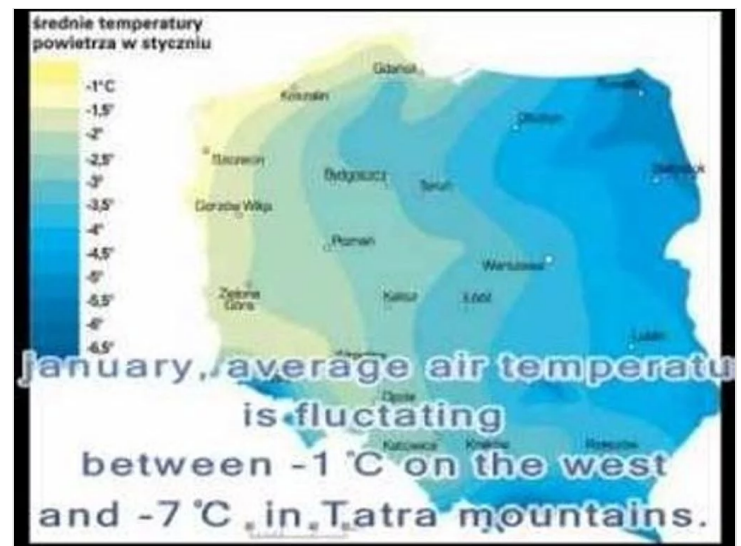 średnie temperatury
powietrza w styczniu
-1°C
-1,5°
-2°
-2,5°
-3°
-3,5°
-4°
-4,5°
-5°
-5,5°
-6°
-6,5°
Gdańsk
Koszalin
Olsztyn
Szczecin
Bydgoszcz
Toruń
Białystok
Gorzów Wlkp.
Poznań
Warszawa
Zielona
Góra
Kalisz
Łódź
Lublin
january, average air temperatu
Opole
is fluctating
Katowice Kraków Rzeszów
between -1 °C on the west
and -7 °C in Tatra mountains.